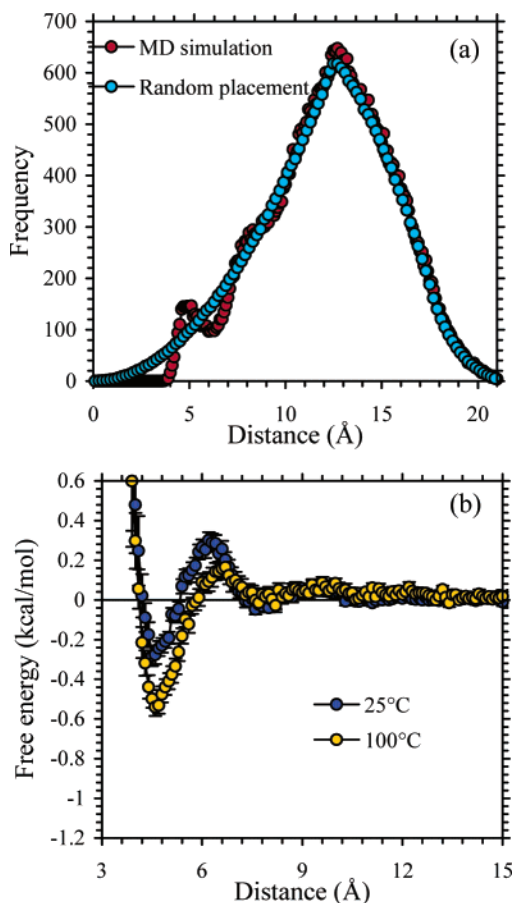 700
(a)
MD simulation
600
Random placement
500
400
300
200
100
0
Frequency
0
5
10
15
20
Distance (Å)
0.6
(b)
0.4
0.2
0
-0.2
-0.4
-0.6
-0.8
-1
-1.2
Free energy (kcal/mol)
25°C
100°C
3
6
9
12
15
Distance (Å)